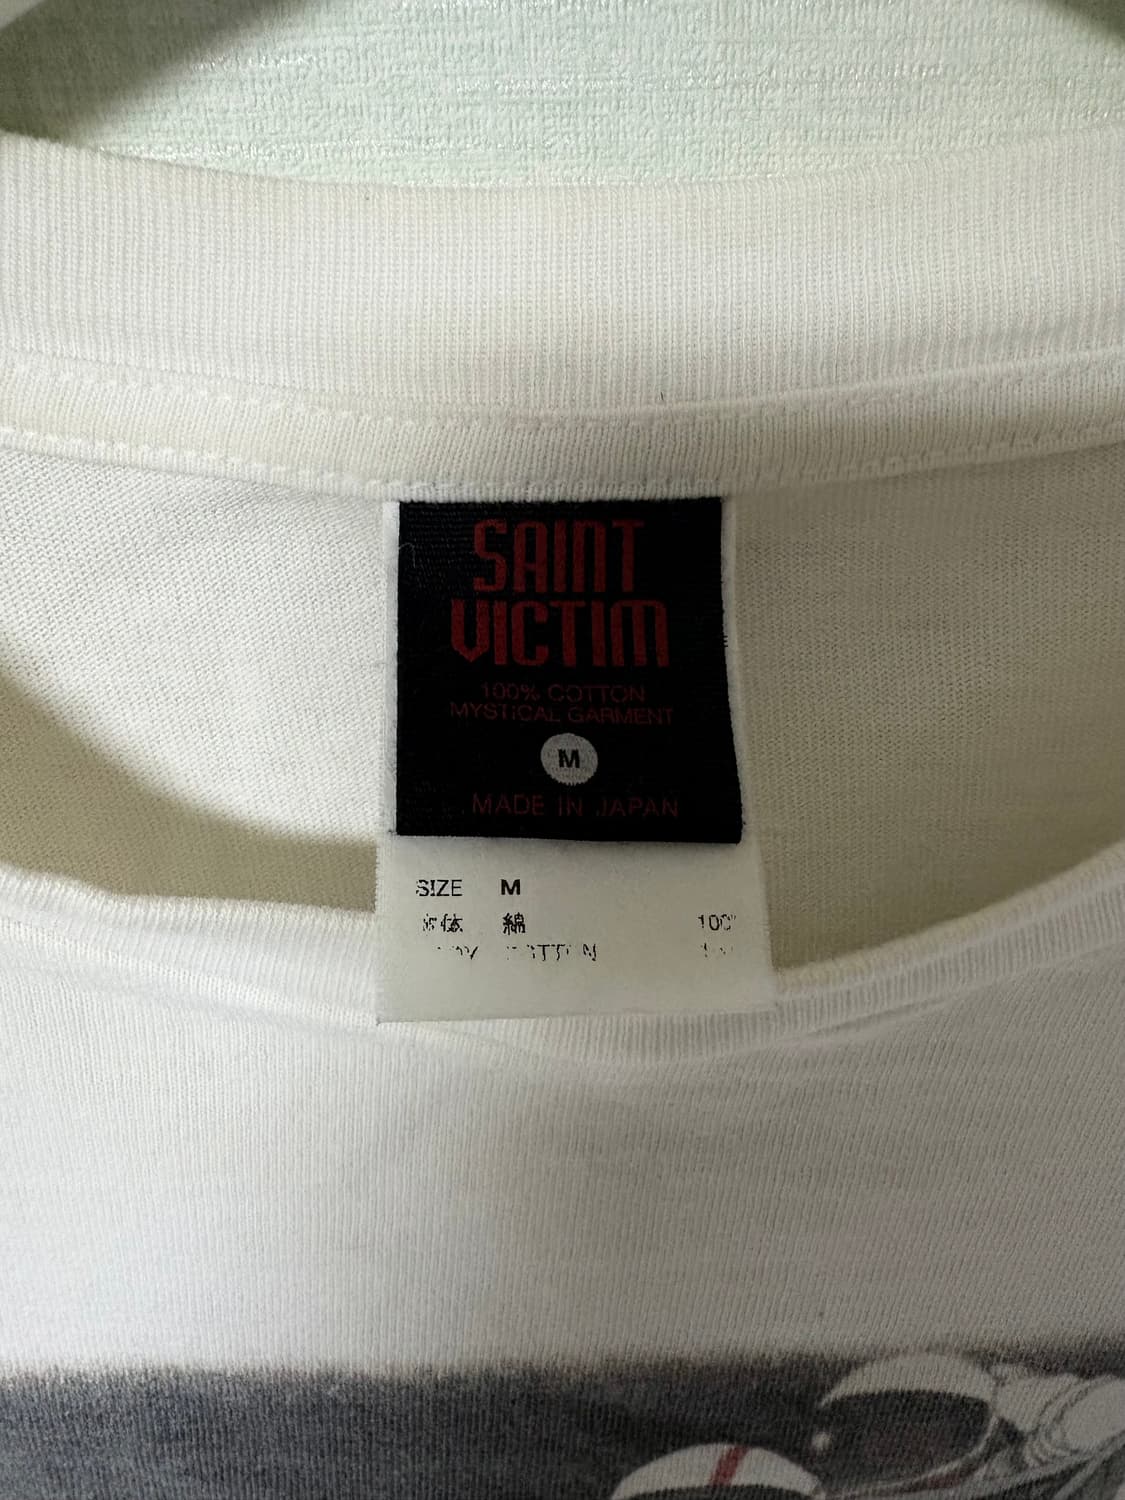 SAINT
VICTIM
100% COTTON
MYSTICAL GARMENT
M
MADE IN JAPAN
SIZE M
綿